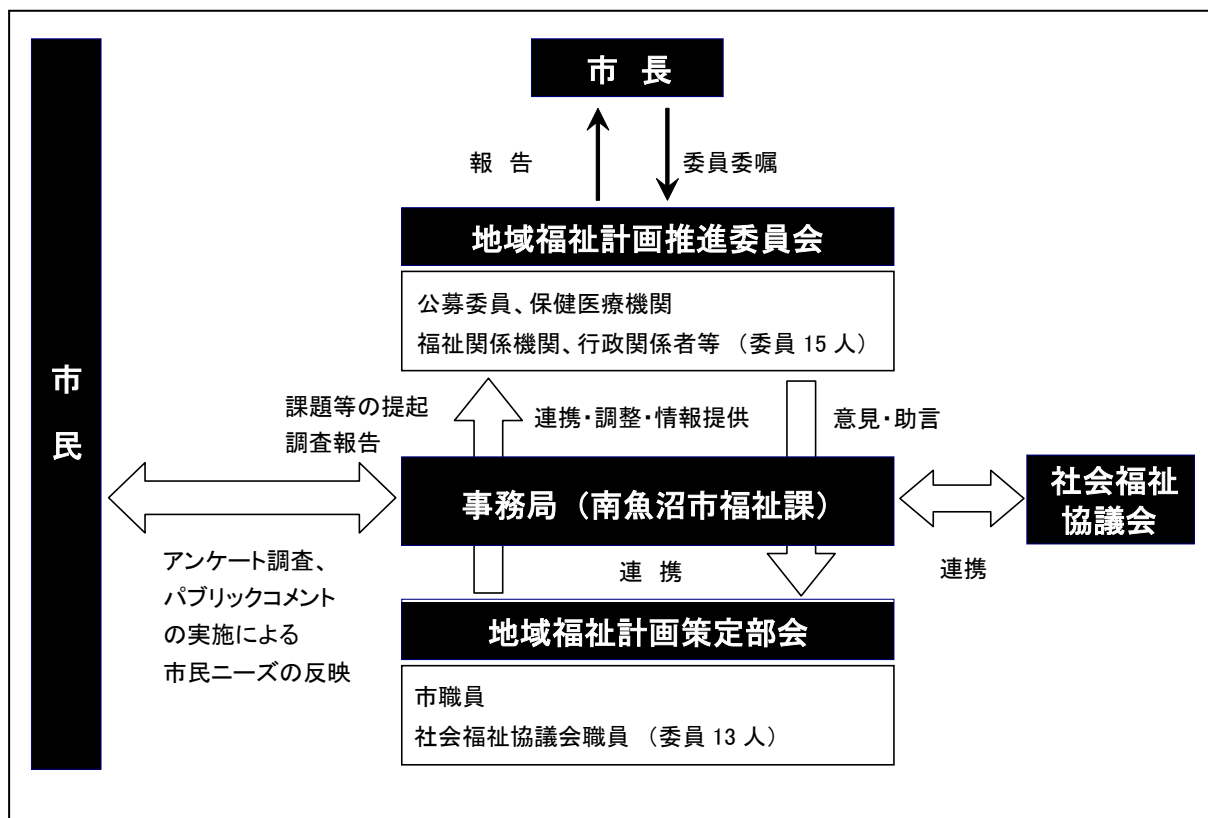 市 長
報 告
委員委嘱
地域福祉計画推進委員会
公募委員、保健医療機関
福祉関係機関、行政関係者等 （委員 15 人）
市
民
課題等の提起
調査報告
連携・調整・情報提供
意見・助言
事務局（南魚沼市福祉課）
社会福祉
協議会
アンケート調査、
パブリックコメント
の実施による
市民ニーズの反映
連 携
連携
地域福祉計画策定部会
市職員
社会福祉協議会職員 （委員 13 人）